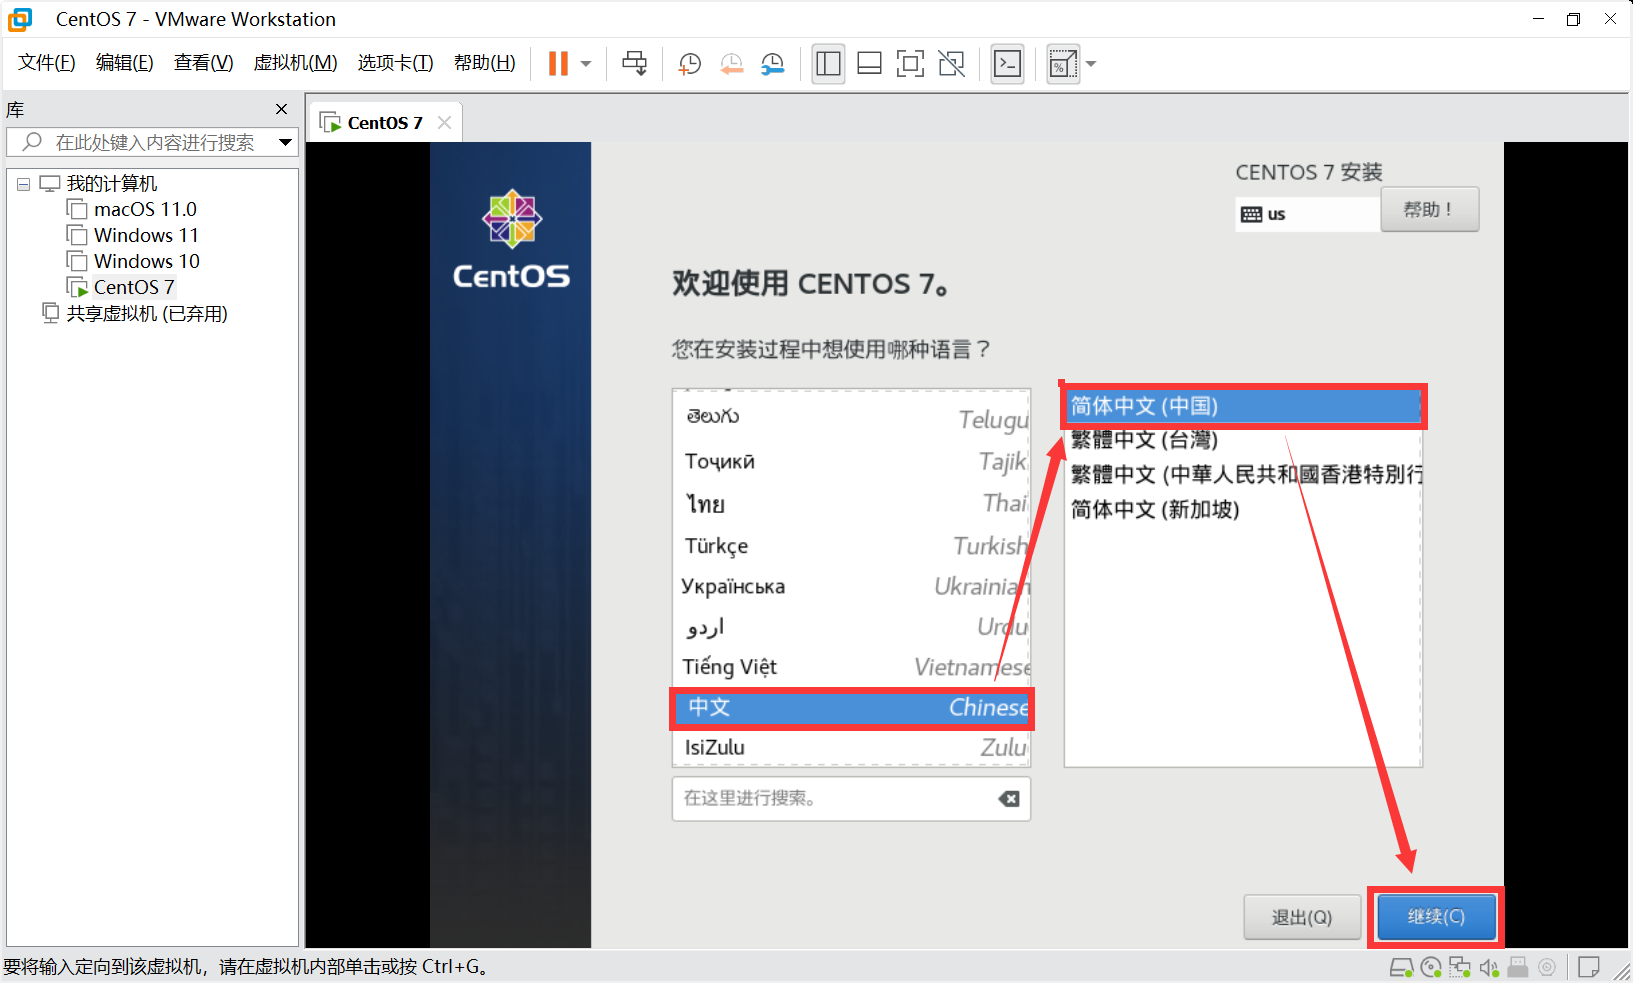 CentOS 7 - VMware Workstation
文件(F) 编辑(E) 查看(V) 虚拟机(M) 选项卡(T) 帮助(H)
库
在此处键入内容进行搜索
我的计算机
macOS 11.0
Windows 11
Windows 10
CentOS 7
共享虚拟机 (已弃用)
CentOS 7
CentOS
CENTOS 7 安装
us
帮助！
欢迎使用 CENTOS 7。
您在安装过程中想使用哪种语言？
తెలుగు Telugu
Тоҷикӣ Tajik
ไทย Thai
Türkçe Turkish
Українська Ukrainian
اردو Urdu
Tiếng Việt Vietnamese
中文 Chinese
IsiZulu Zulu
在这里进行搜索。
简体中文 (中国)
繁體中文 (台灣)
繁體中文 (中華人民共和國香港特別行
简体中文 (新加坡)
退出(Q)
继续(C)
要将输入定向到该虚拟机，请在虚拟机内部单击或按 Ctrl+G。